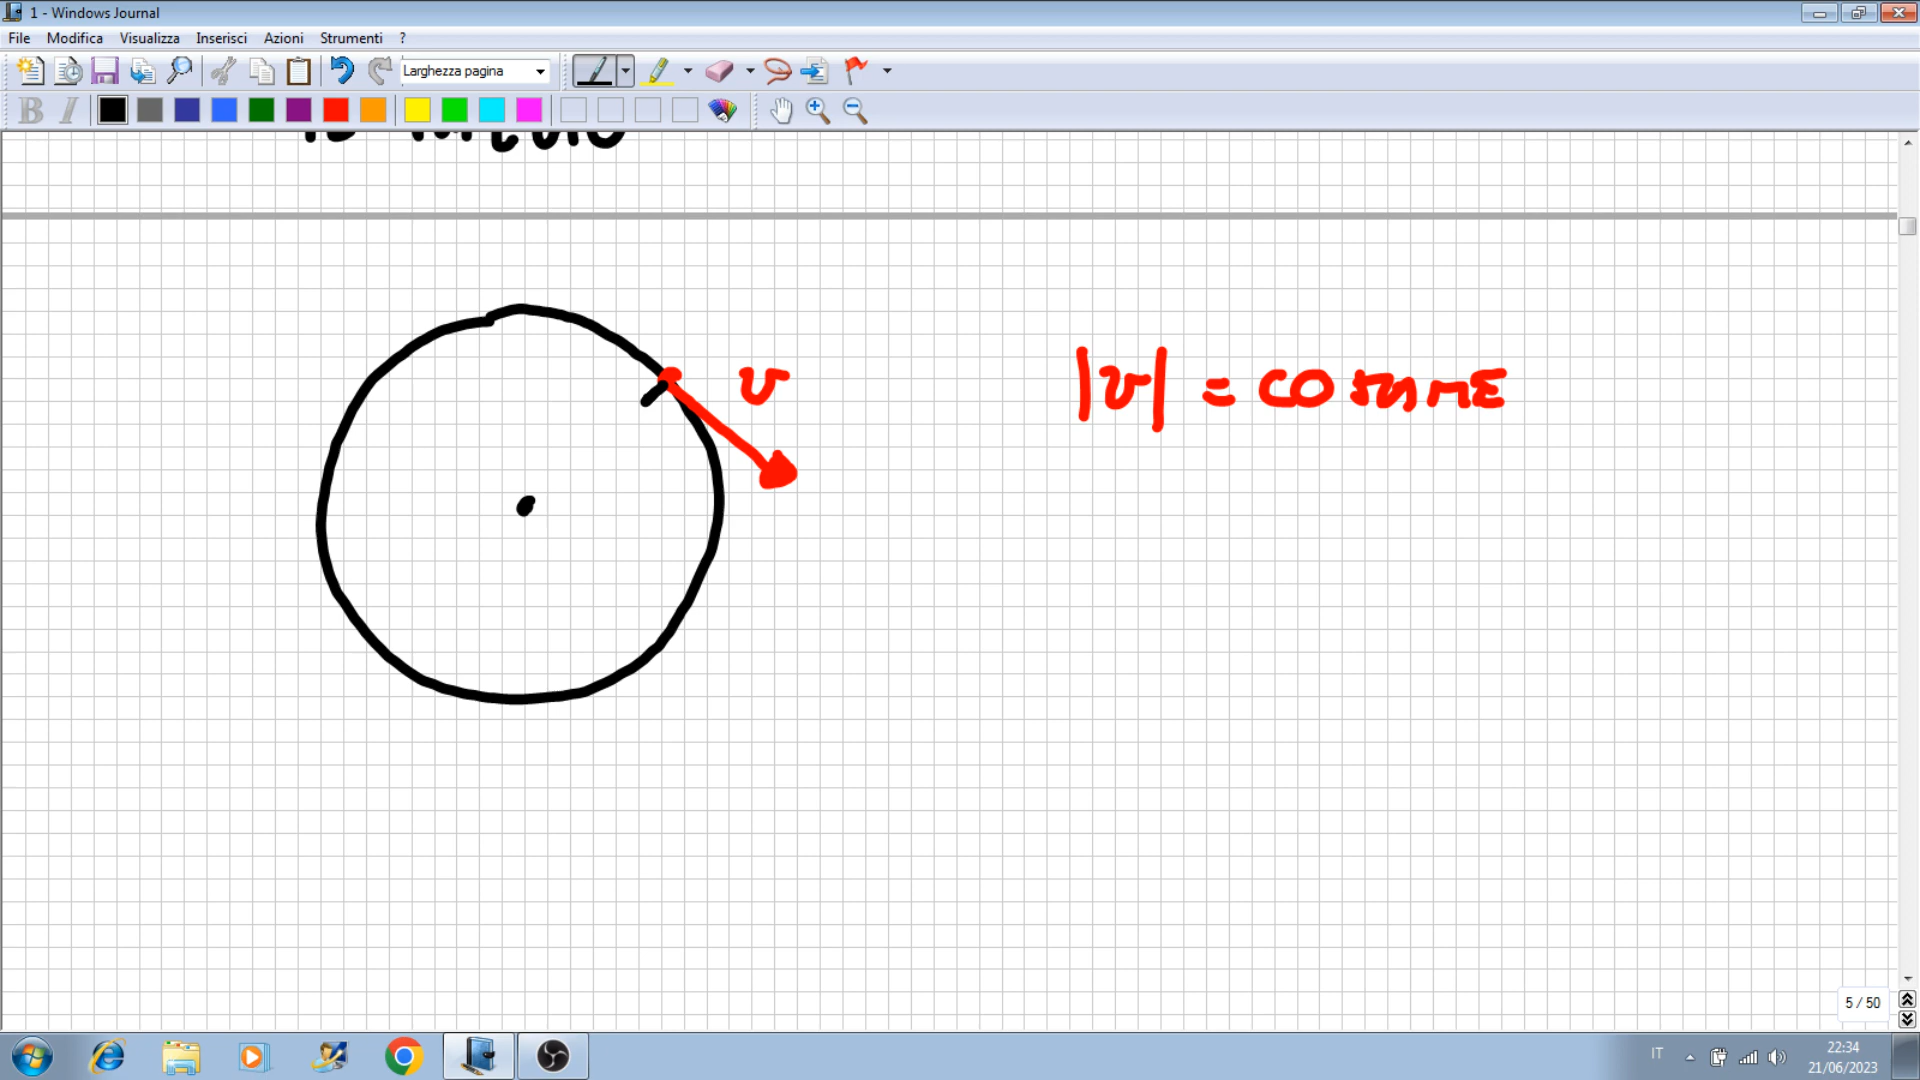 1 - Windows Journal
File Modifica Visualizza Inserisci Azioni Strumenti ?
Larghezza pagina
B I
v
|v| = COSTANTE
5 / 50
IT
22:34
21/06/2023